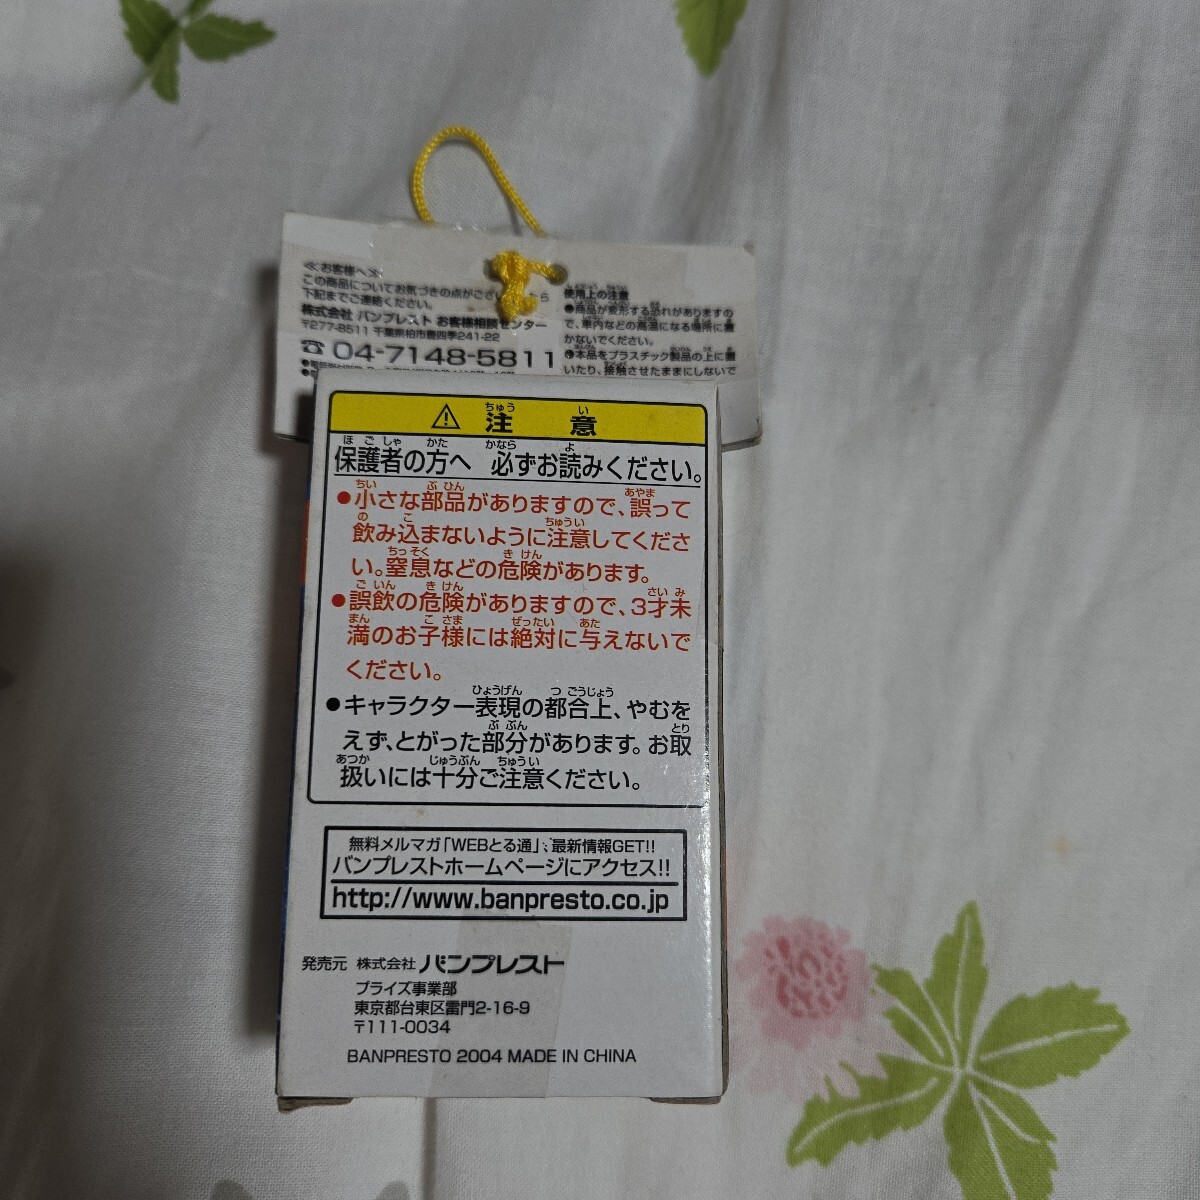 ≪お客様へ≫
この商品についてお気づきの点がござい
から
下記までご連絡ください。
株式会社 バンプレスト お客様相談センター
〒277-8511 千葉県柏市豊四季241-22
☎ 04-7148-5811
使用上の注意
●商品が変形する恐れがありますの
で、車内などの高温になる場所に置
かないでください。
●本品をプラスチック製品の上に置
いたり、接触させたままにしないで
⚠ 注意
保護者の方へ 必ずお読みください。
●小さな部品がありますので、誤って
飲み込まないように注意してくださ
い。窒息などの危険があります。
●誤飲の危険がありますので、3才未
満のお子様には絶対に与えないで
ください。
●キャラクター表現の都合上、やむを
えず、とがった部分があります。お取
扱いには十分ご注意ください。
無料メルマガ「WEBとる通」で、最新情報GET!!
バンプレストホームページにアクセス!!
http://www.banpresto.co.jp
発売元 株式会社 バンプレスト
プライズ事業部
東京都台東区雷門2-16-9
〒111-0034
BANPRESTO 2004 MADE IN CHINA